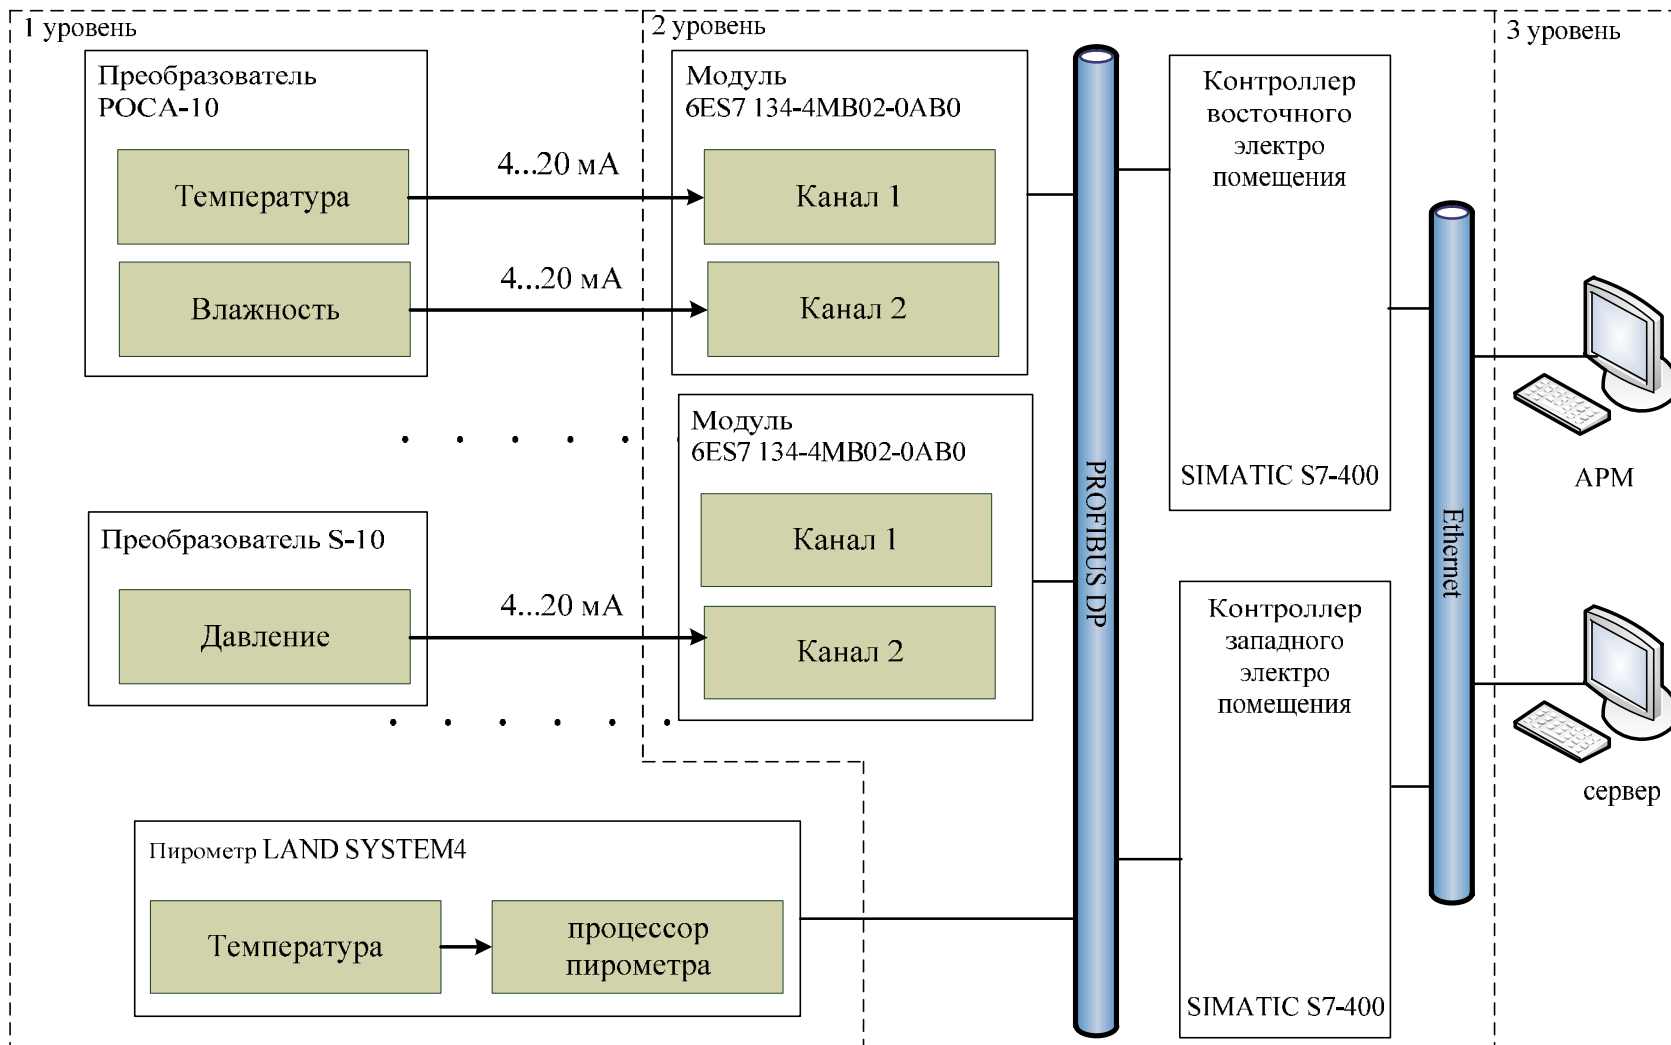 1 уровень
2 уровень
3 уровень
Преобразователь
РОСА-10
Температура
Влажность
4...20 мА
4...20 мА
Модуль
6ES7 134-4MB02-0AB0
Канал 1
Канал 2
Модуль
6ES7 134-4MB02-0AB0
Канал 1
Канал 2
Преобразователь S-10
Давление
4...20 мА
Пирометр LAND SYSTEM4
Температура
процессор
пирометра
PROFIBUS DP
Контроллер
восточного
электро
помещения
SIMATIC S7-400
Контроллер
западного
электро
помещения
SIMATIC S7-400
Ethernet
АРМ
сервер